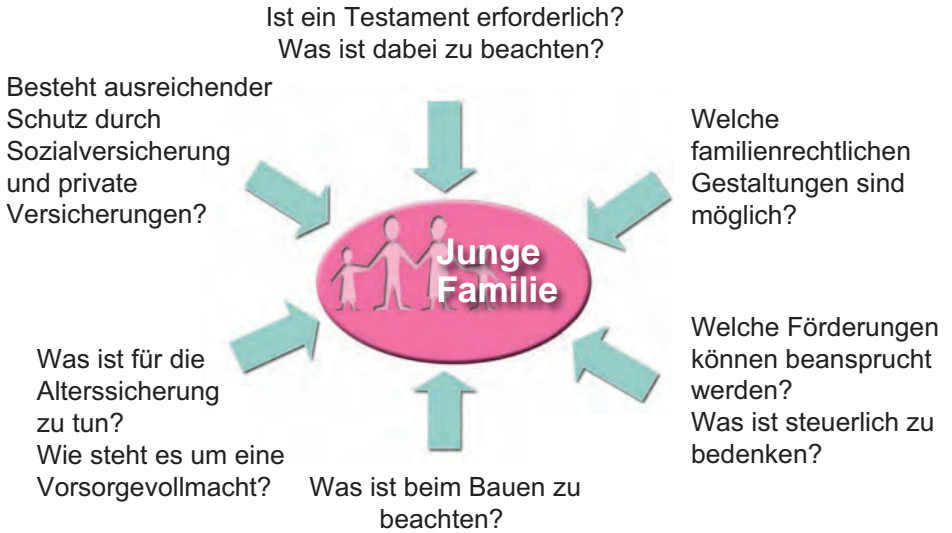 Ist ein Testament erforderlich?
Was ist dabei zu beachten?
Besteht ausreichender
Schutz durch
Sozialversicherung
und private
Versicherungen?
Welche
familienrechtlichen
Gestaltungen sind
möglich?
Junge
Familie
Was ist für die
Alterssicherung
zu tun?
Wie steht es um eine
Vorsorgevollmacht?
Welche Förderungen
können beansprucht
werden?
Was ist steuerlich zu
bedenken?
Was ist beim Bauen zu
beachten?